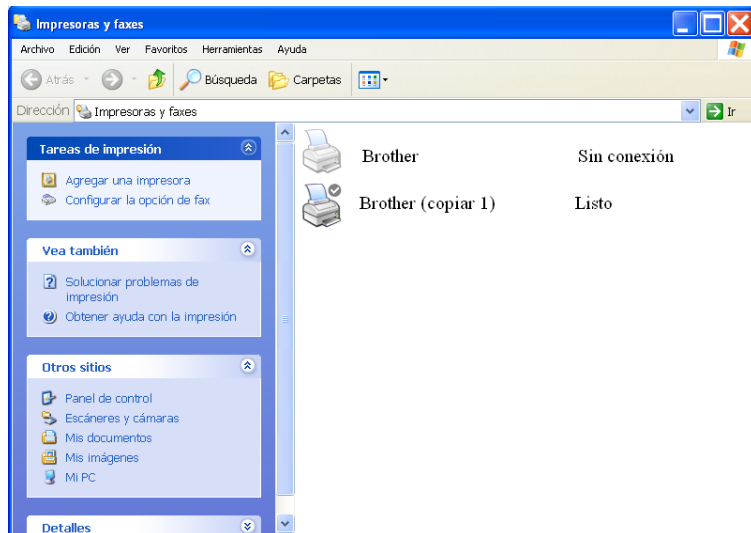 Impresoras y faxes
Archivo Edición Ver Favoritos Herramientas Ayuda
Atrás Búsqueda Carpetas
Dirección Impresoras y faxes Ir
Tareas de impresión
Agregar una impresora
Configurar la opción de fax
Vea también
Solucionar problemas de
impresión
Obtener ayuda con la impresión
Otros sitios
Panel de control
Escáneres y cámaras
Mis documentos
Mis imágenes
Mi PC
Detalles
Brother Sin conexión
Brother (copiar 1) Listo